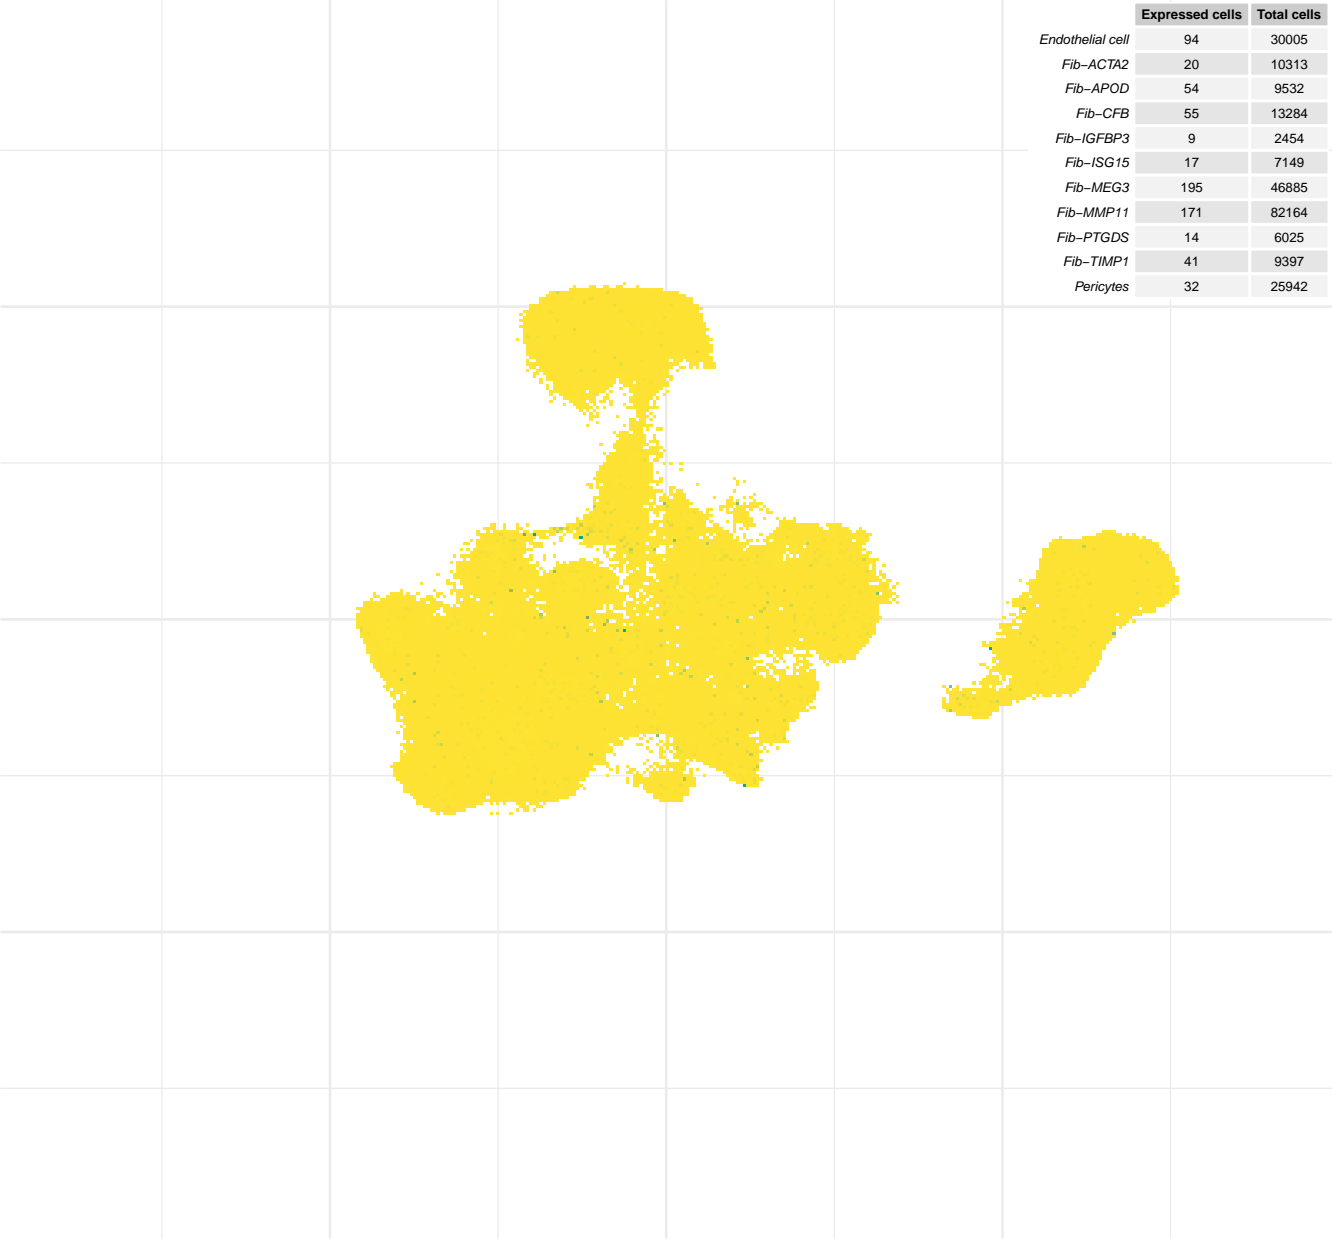 Expressed cells Total cells
Endothelial cell 94 30005
Fib−ACTA2 20 10313
Fib−APOD 54 9532
Fib−CFB 55 13284
Fib−IGFBP3 9 2454
Fib−ISG15 17 7149
Fib−MEG3 195 46885
Fib−MMP11 171 82164
Fib−PTGDS 14 6025
Fib−TIMP1 41 9397
Pericytes 32 25942